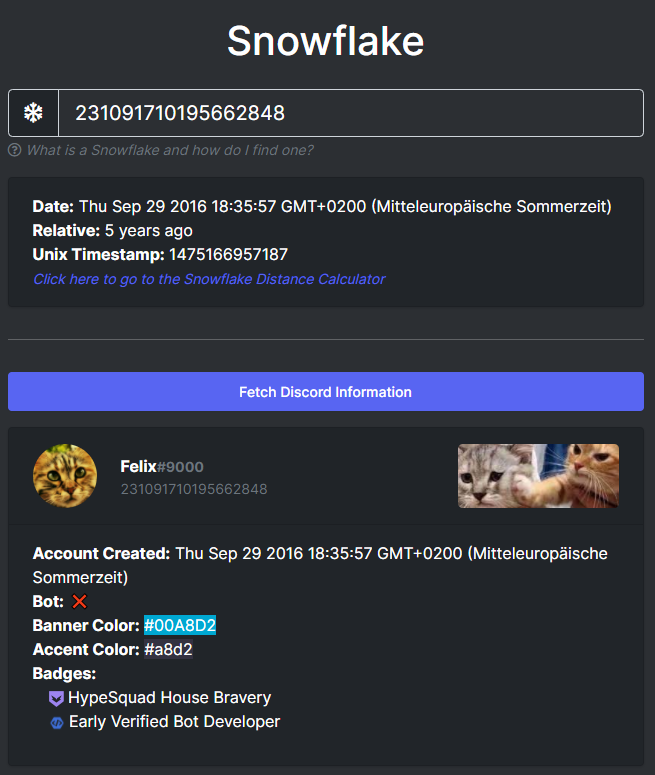 Snowflake
231091710195662848
What is a Snowflake and how do I find one?
Date: Thu Sep 29 2016 18:35:57 GMT+0200 (Mitteleuropäische Sommerzeit)
Relative: 5 years ago
Unix Timestamp: 1475166957187
Click here to go to the Snowflake Distance Calculator
Fetch Discord Information
Felix#9000
231091710195662848
Account Created: Thu Sep 29 2016 18:35:57 GMT+0200 (Mitteleuropäische
Sommerzeit)
Bot:
Banner Color: #00A8D2
Accent Color: #a8d2
Badges:
HypeSquad House Bravery
Early Verified Bot Developer